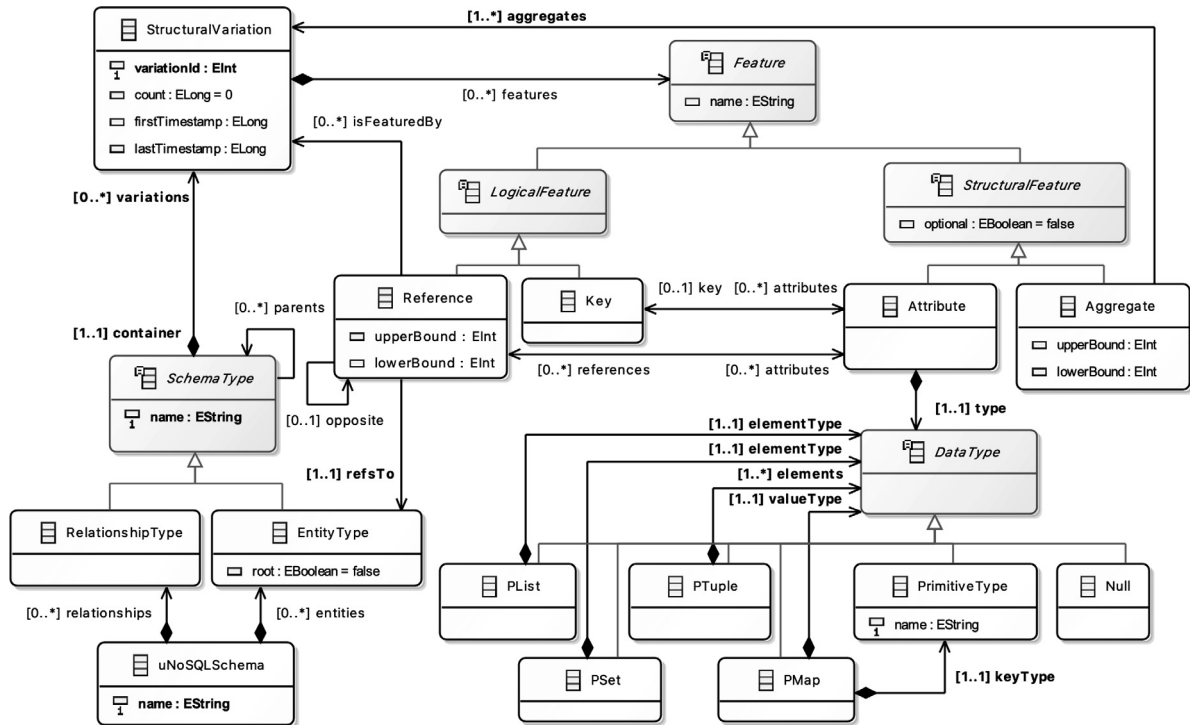 StructuralVariation
variationId : EInt
count : ELong = 0
firstTimestamp : ELong
lastTimestamp : ELong
[1..*] aggregates
Feature
name : EString
[0..*] features
[0..*] isFeaturedBy
LogicalFeature
StructuralFeature
optional : EBoolean = false
[0..*] variations
Reference
upperBound : EInt
lowerBound : EInt
Key
[0..1] key
[0..*] attributes
Attribute
Aggregate
upperBound : EInt
lowerBound : EInt
[0..*] parents
[1..1] container
[0..*] references
[0..*] attributes
SchemaType
name : EString
[0..1] opposite
[1..1] type
[1..1] elementType
[1..1] elementType
[1..*] elements
[1..1] valueType
DataType
[1..1] refsTo
RelationshipType
EntityType
root : EBoolean = false
PList
PTuple
PrimitiveType
name : EString
Null
[0..*] relationships
[0..*] entities
uNoSQLSchema
name : EString
PSet
PMap
[1..1] keyType